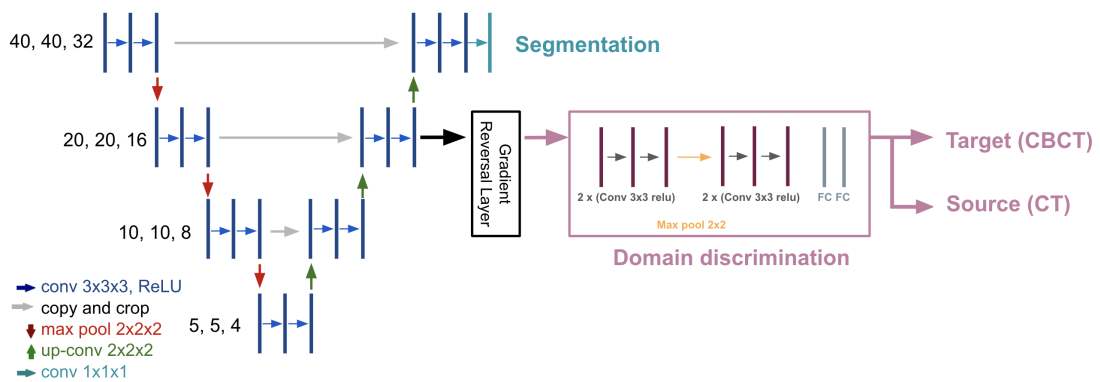 40, 40, 32
Segmentation
20, 20, 16
Gradient
Reversal Layer
2 x (Conv 3x3 relu)
2 x (Conv 3x3 relu)
FC FC
Max pool 2x2
Target (CBCT)
Source (CT)
Domain discrimination
10, 10, 8
5, 5, 4
conv 3x3x3, ReLU
copy and crop
max pool 2x2x2
up-conv 2x2x2
conv 1x1x1